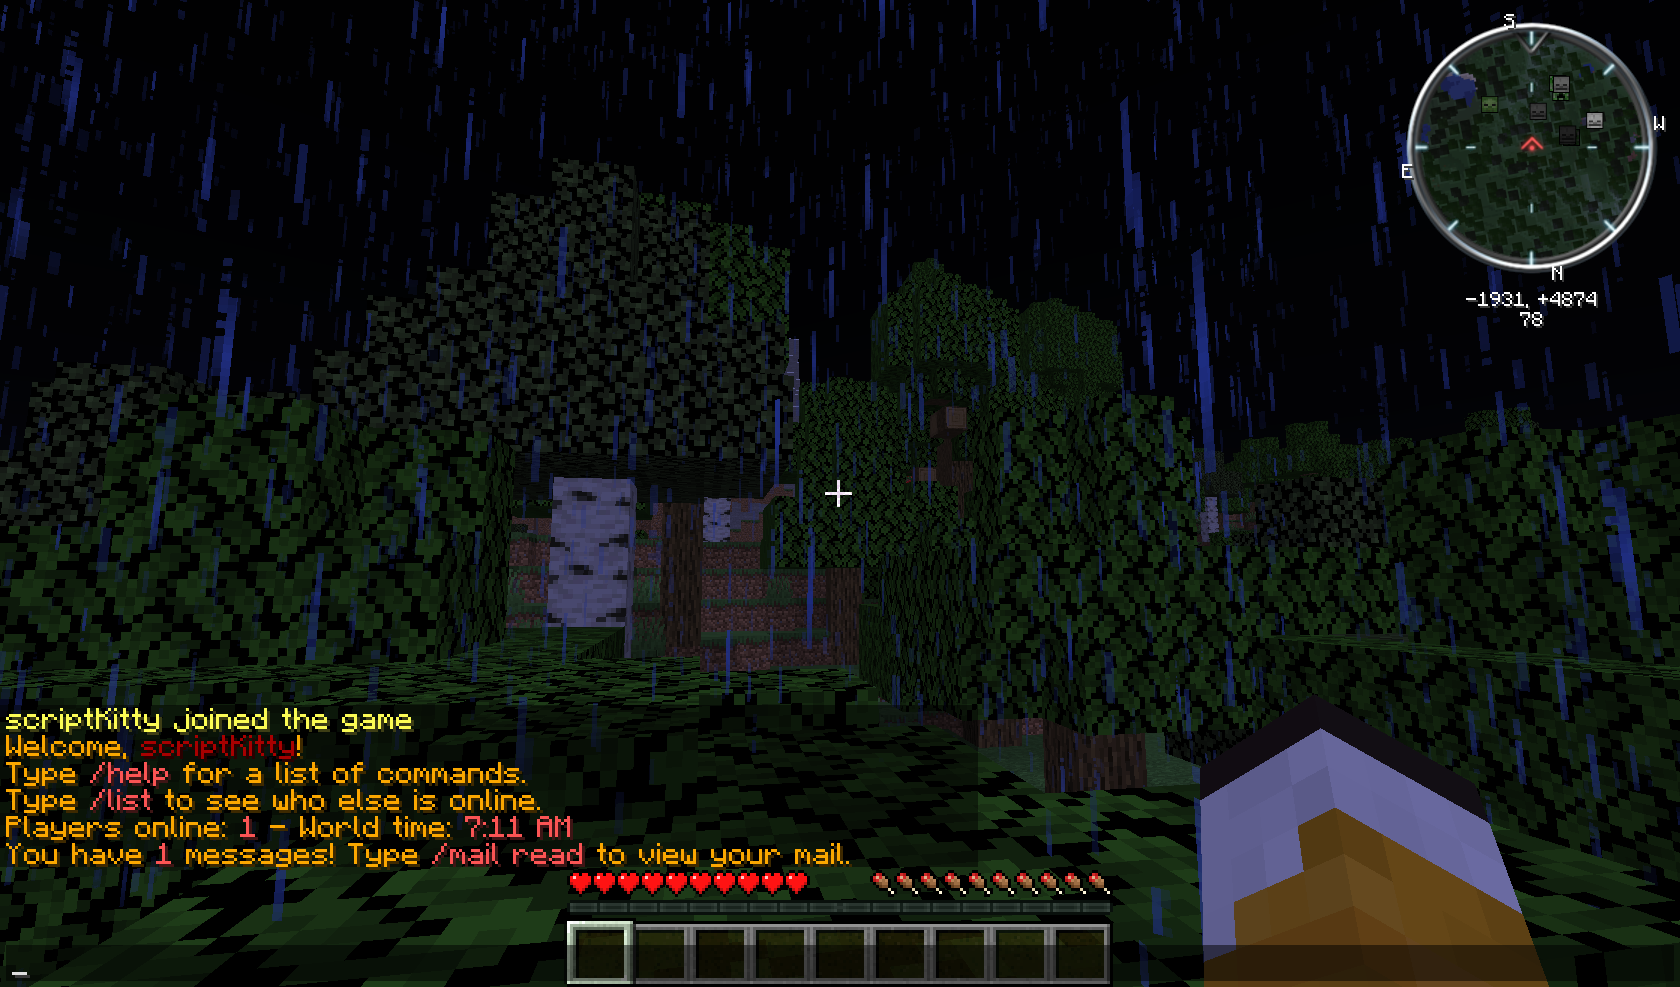 S
W
E
N
-1931, +4874
78
scriptKitty joined the game
Welcome, scriptKitty!
Type /help for a list of commands.
Type /list to see who else is online.
Players online: 1 - World time: 7:11 AM
You have 1 messages! Type /mail read to view your mail.
_